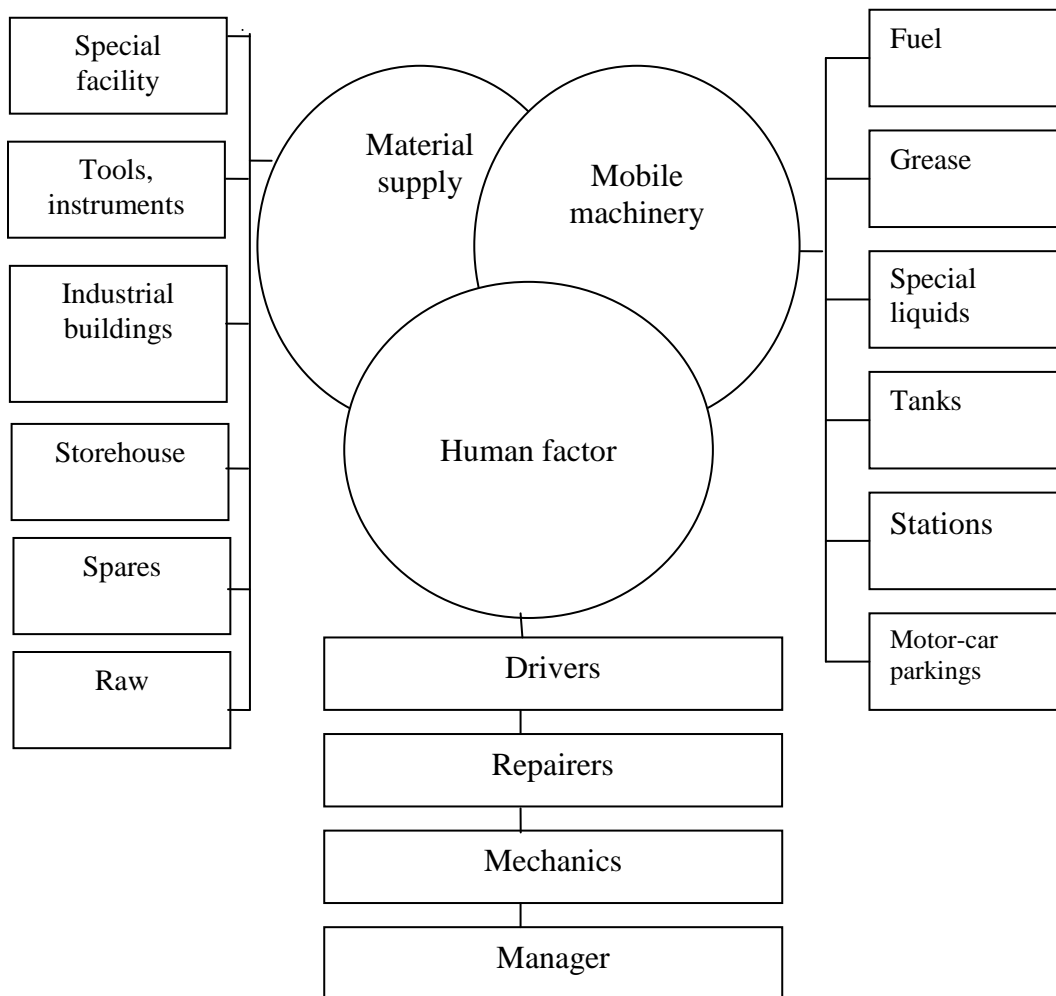 Special
facility
Tools,
instruments
Industrial
buildings
Storehouse
Spares
Raw
Material
supply
Mobile
machinery
Human factor
Drivers
Repairers
Mechanics
Manager
Fuel
Grease
Special
liquids
Tanks
Stations
Motor-car
parkings